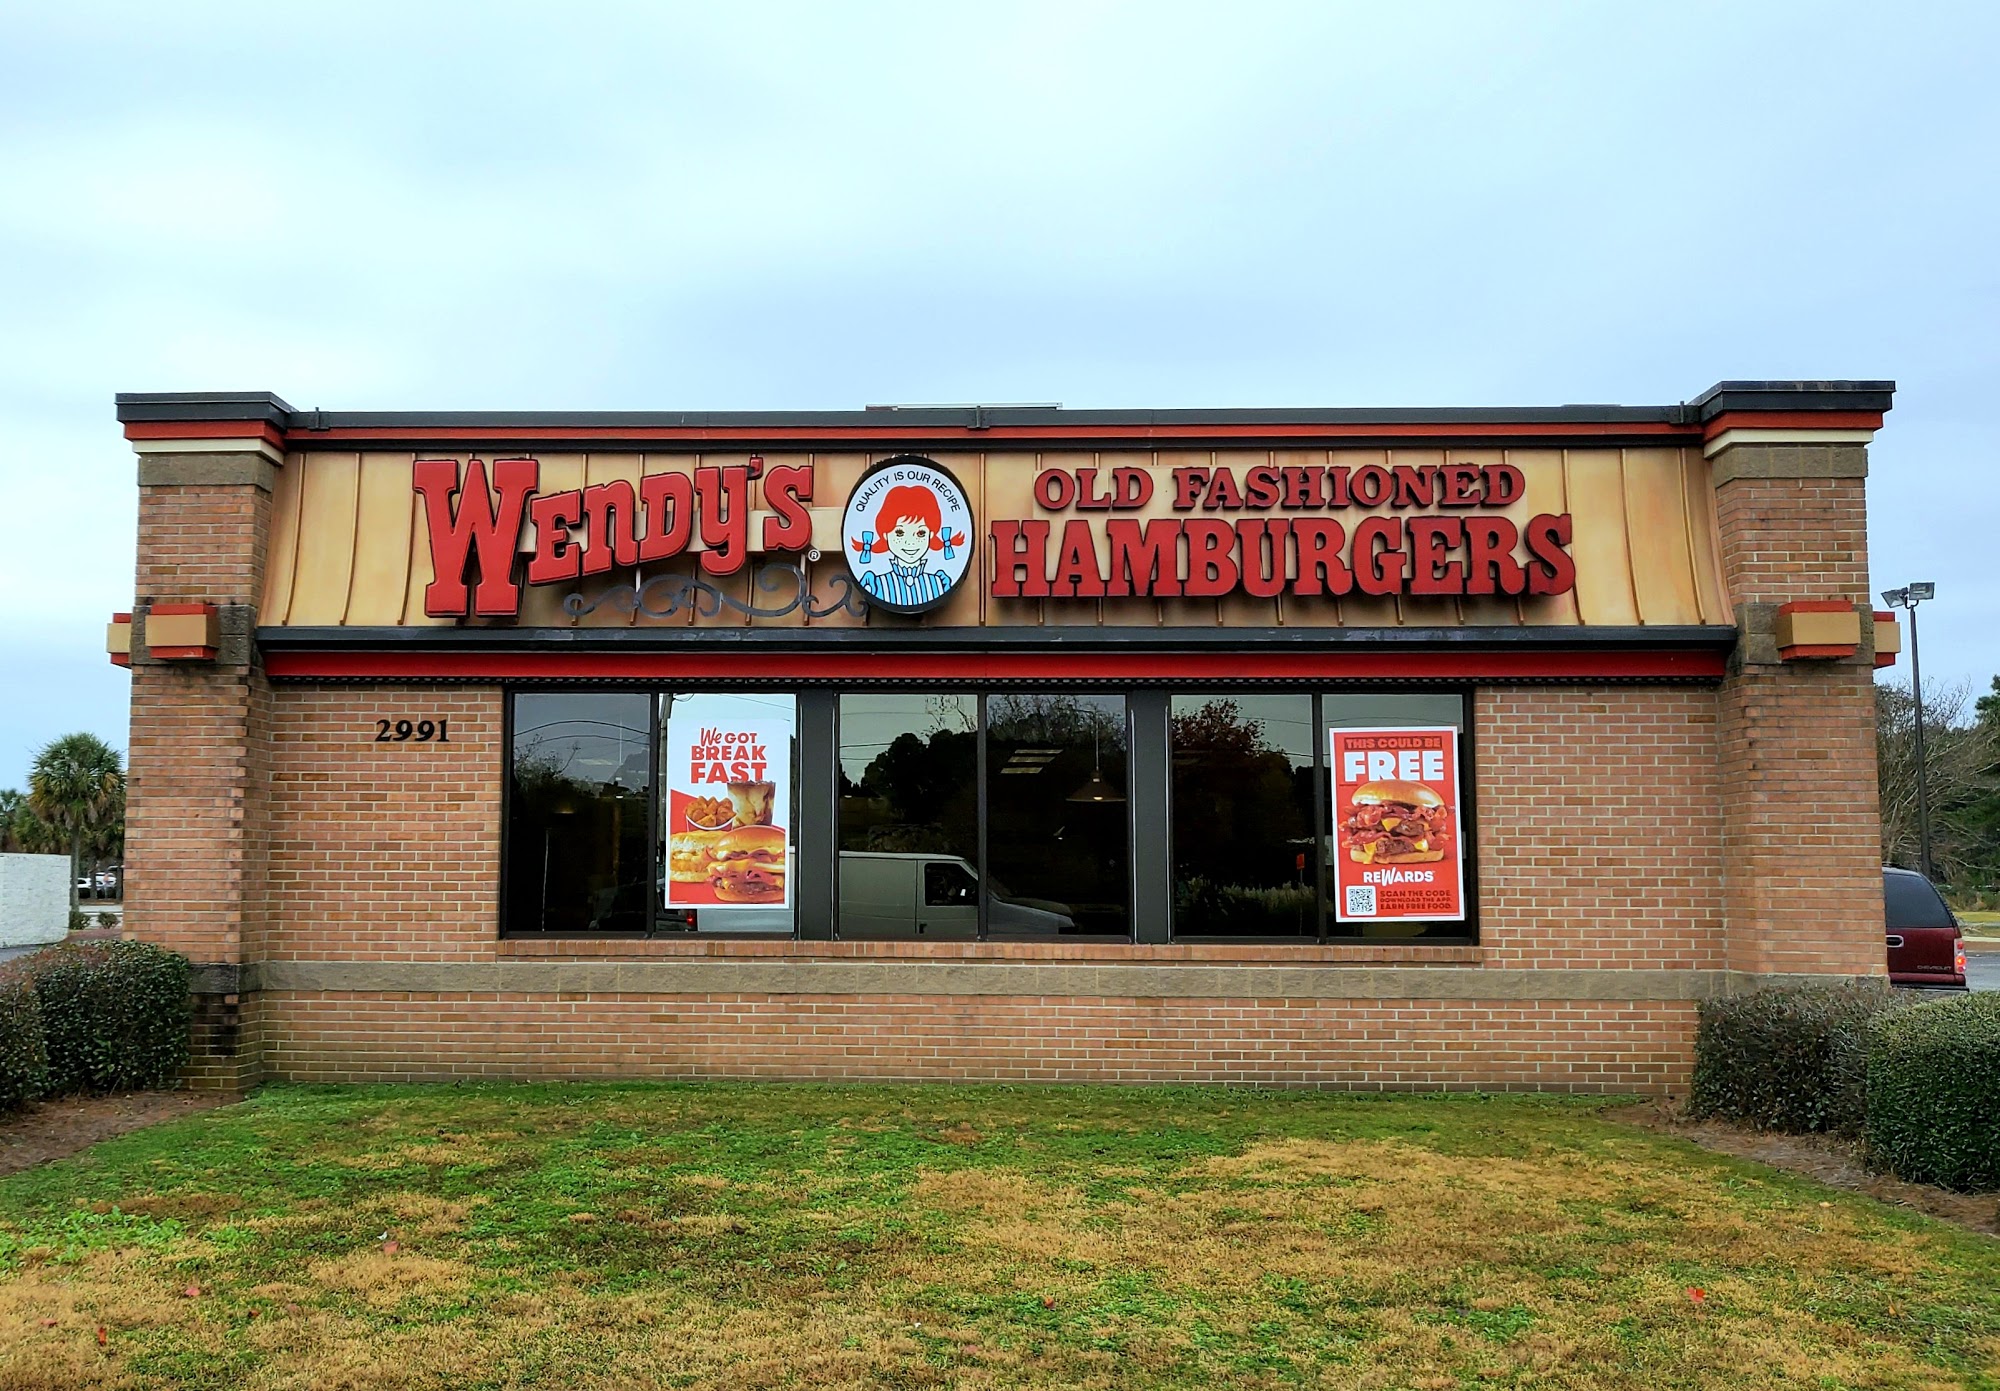 WENDY'S
®
QUALITY IS OUR RECIPE
OLD FASHIONED
HAMBURGERS
2991
We GOT
BREAK
FAST
THIS COULD BE
FREE
REWARDS
SCAN THE CODE.
DOWNLOAD THE APP.
EARN FREE FOOD.
CHEVROLET